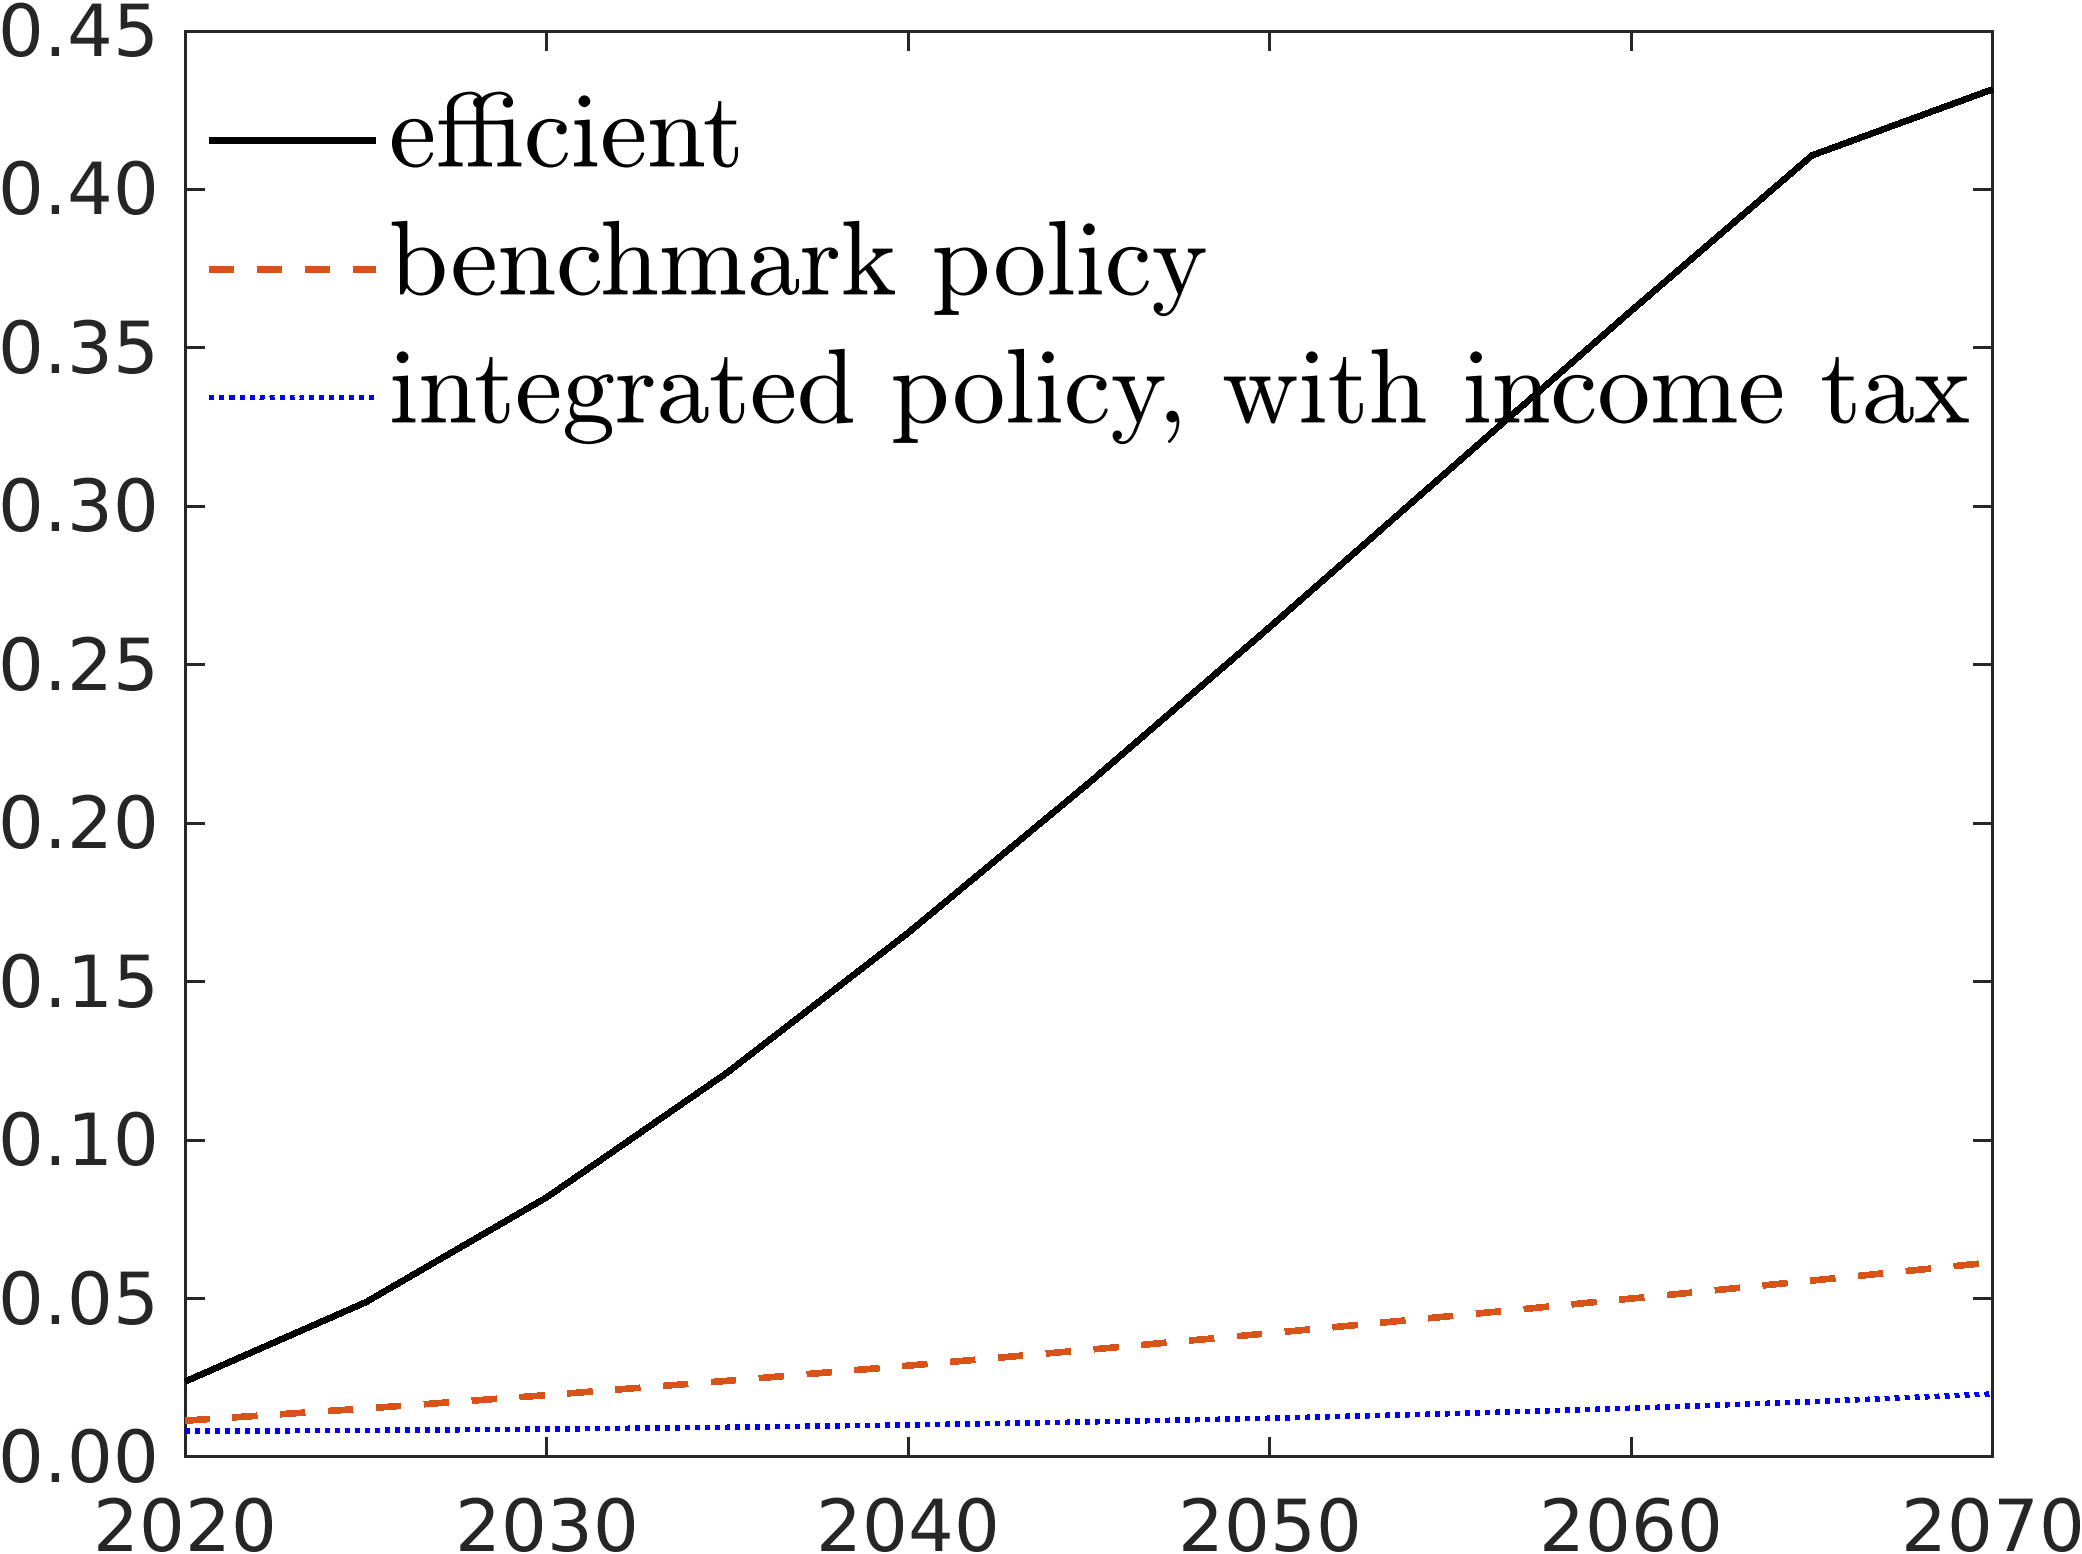 0.45
efficient
0.40
benchmark policy
0.35
integrated policy, with income tax
0.30
0.25
0.20
0.15
0.10
0.05
0.00
2020 2030 2040 2050 2060 2070